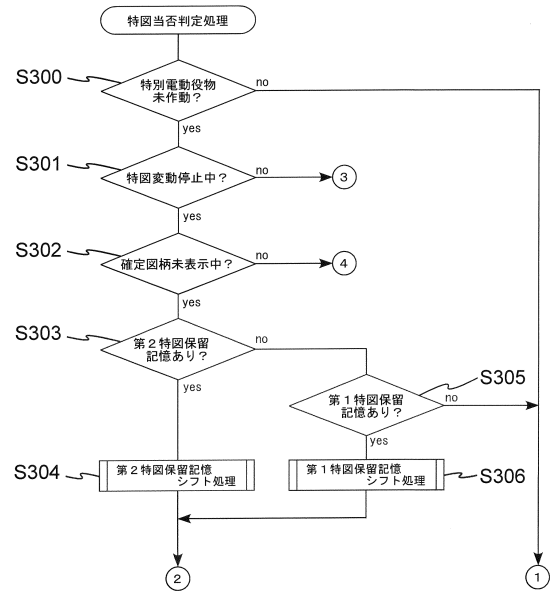 特図当否判定処理
S300
特別電動役物
未作動？
no
yes
S301
特図変動停止中？
no
3
yes
S302
確定図柄未表示中？
no
4
yes
S303
第２特図保留
記憶あり？
no
yes
S305
第１特図保留
記憶あり？
no
yes
S304
第２特図保留記憶
シフト処理
第１特図保留記憶
シフト処理
S306
2
1